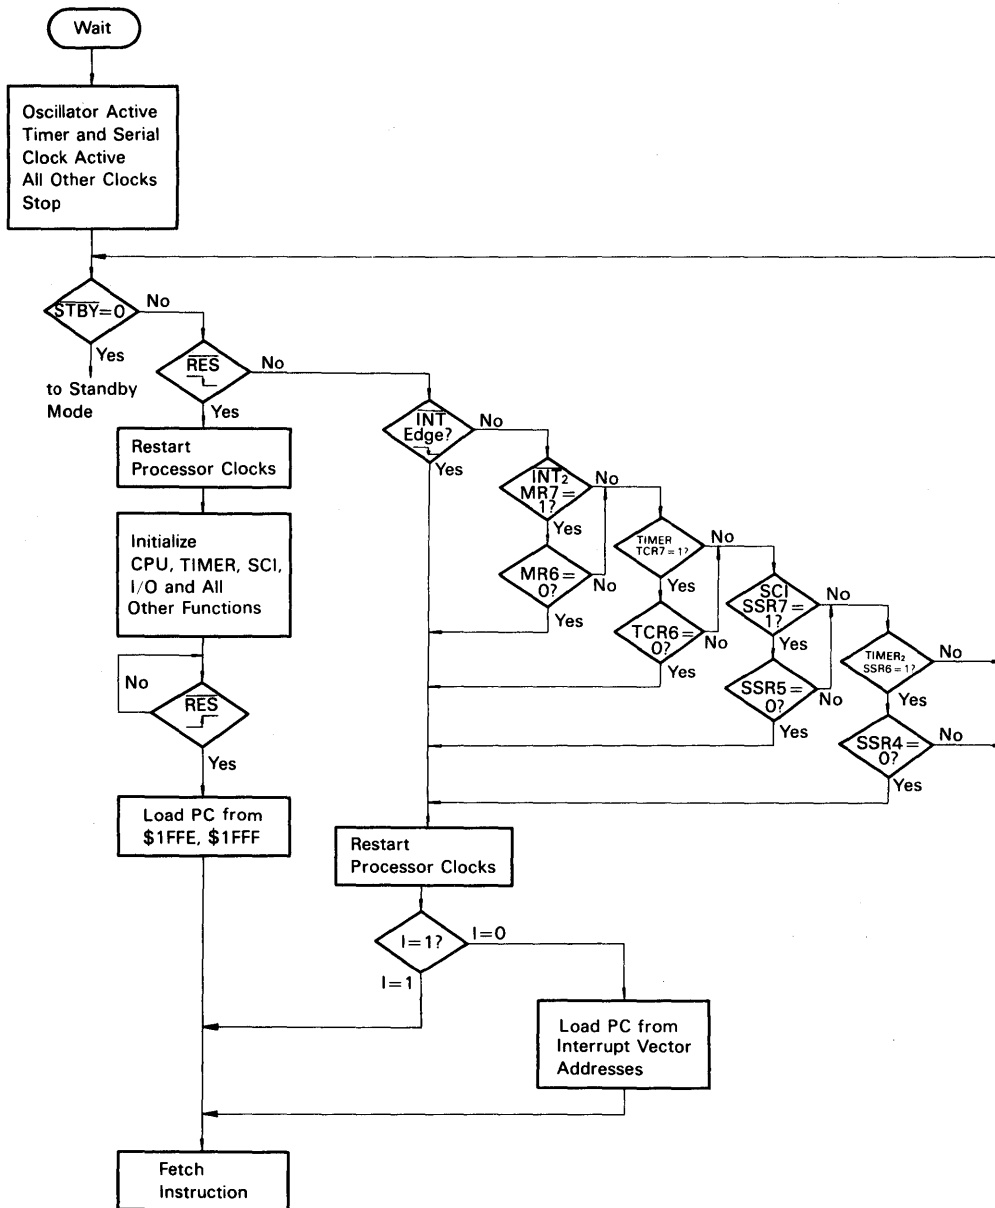 Wait
Oscillator Active
Timer and Serial
Clock Active
All Other Clocks
Stop
STBY=0
No
Yes
to Standby
Mode
RES
No
Yes
Restart
Processor Clocks
Initialize
CPU, TIMER, SCI,
I/O and All
Other Functions
No
RES
Yes
Load PC from
$1FFE, $1FFF
INT
Edge?
No
Yes
INT2
MR7=
1?
No
Yes
MR6=
0?
No
Yes
TIMER
TCR7=1?
No
Yes
TCR6=
0?
No
Yes
SCI
SSR7=
1?
No
Yes
SSR5=
0?
No
Yes
TIMER2
SSR6=1?
No
Yes
SSR4=
0?
No
Yes
Restart
Processor Clocks
I=1?
I=0
I=1
Load PC from
Interrupt Vector
Addresses
Fetch
Instruction